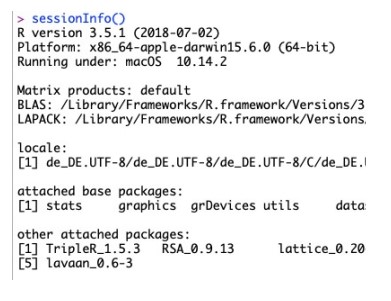 > sessionInfo()
R version 3.5.1 (2018-07-02)
Platform: x86_64-apple-darwin15.6.0 (64-bit)
Running under: macOS  10.14.2
Matrix products: default
BLAS: /Library/Frameworks/R.framework/Versions/3
LAPACK: /Library/Frameworks/R.framework/Versions
locale:
[1] de_DE.UTF-8/de_DE.UTF-8/de_DE.UTF-8/C/de_DE.
attached base packages:
[1] stats     graphics  grDevices utils     data
other attached packages:
[1] TripleR_1.5.3   RSA_0.9.13      lattice_0.20
[5] lavaan_0.6-3